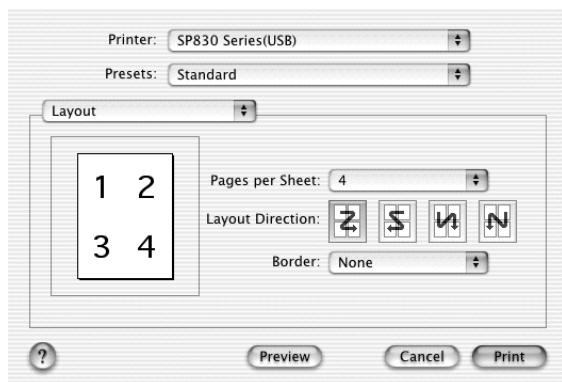 Printer: SP830 Series(USB)
Presets: Standard
Layout
1 2
Pages per Sheet: 4
Layout Direction:
3 4
Border: None
?
Preview
Cancel
Print